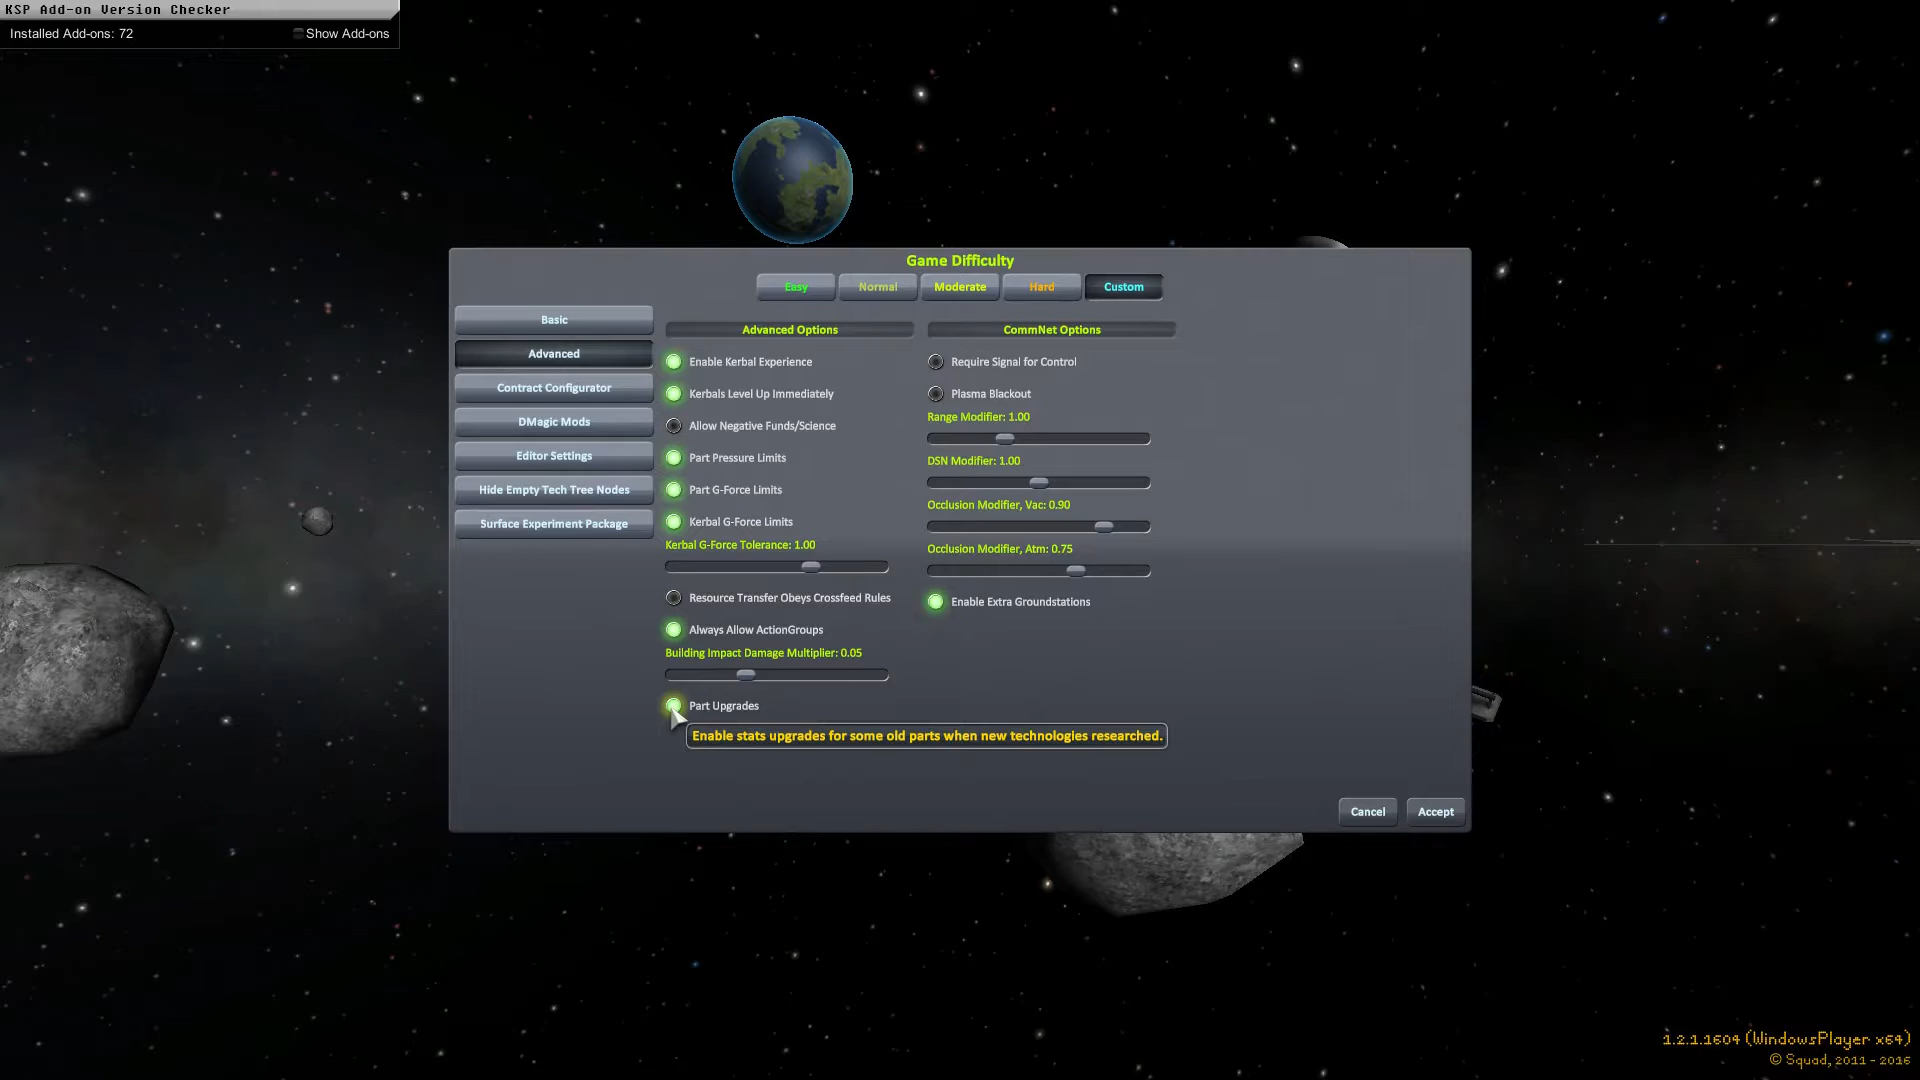 KSP Add-on Version Checker
Installed Add-ons: 72
Show Add-ons
Game Difficulty
Easy
Normal
Moderate
Hard
Custom
Basic
Advanced
Contract Configurator
DMagic Mods
Editor Settings
Hide Empty Tech Tree Nodes
Surface Experiment Package
Advanced Options
Enable Kerbal Experience
Kerbals Level Up Immediately
Allow Negative Funds/Science
Part Pressure Limits
Part G-Force Limits
Kerbal G-Force Limits
Kerbal G-Force Tolerance: 1.00
Resource Transfer Obeys Crossfeed Rules
Always Allow ActionGroups
Building Impact Damage Multiplier: 0.05
Part Upgrades
Enable stats upgrades for some old parts when new technologies researched.
CommNet Options
Require Signal for Control
Plasma Blackout
Range Modifier: 1.00
DSN Modifier: 1.00
Occlusion Modifier, Vac: 0.90
Occlusion Modifier, Atm: 0.75
Enable Extra Groundstations
Cancel
Accept
1.2.1.1604 (WindowsPlayer x64)
© Squad, 2011 - 2016